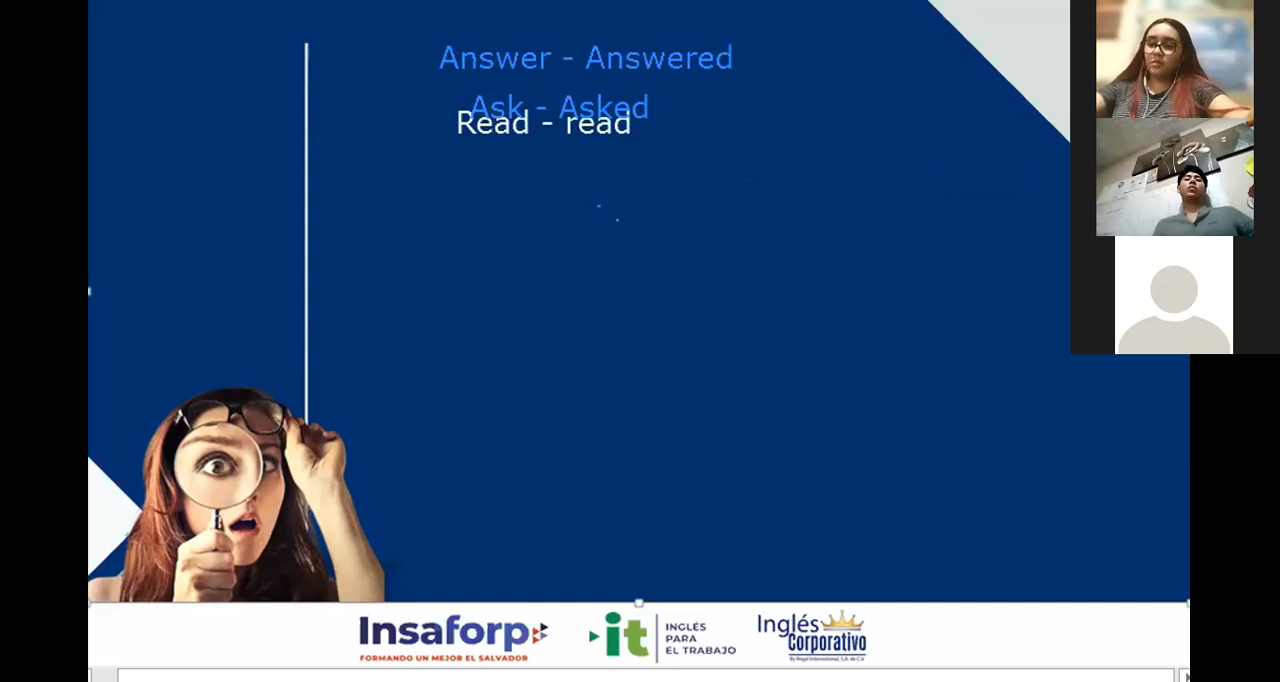 Answer - Answered
Ask - Asked
Read - read
Insaforp
FORMANDO UN MEJOR EL SALVADOR
it
INGLÉS
PARA
EL TRABAJO
Inglés
Corporativo
By Regal International, S.A. de C.V.